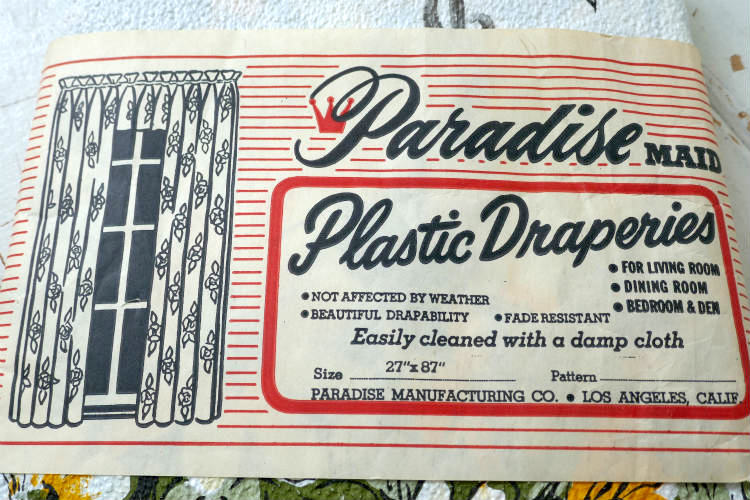 Paradise MAID
Plastic Draperies
• FOR LIVING ROOM
• DINING ROOM
• BEDROOM & DEN
• NOT AFFECTED BY WEATHER
• BEAUTIFUL DRAPABILITY • FADE RESISTANT
Easily cleaned with a damp cloth
Size 27"x 87" Pattern
PARADISE MANUFACTURING CO. • LOS ANGELES, CALIF